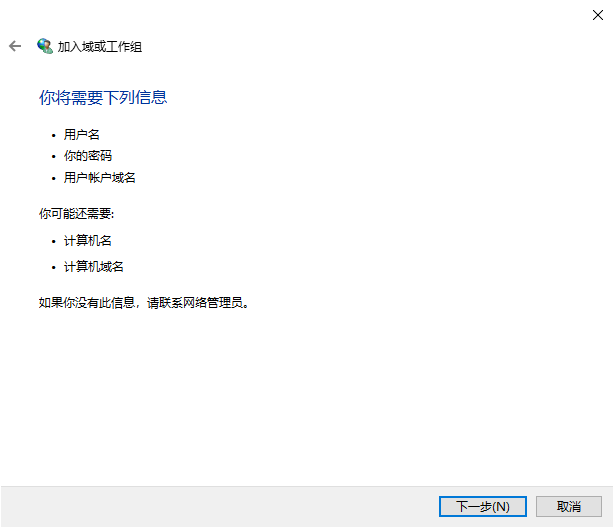 加入域或工作组
你将需要下列信息
• 用户名
• 你的密码
• 用户帐户域名
你可能还需要:
• 计算机名
• 计算机域名
如果你没有此信息，请联系网络管理员。
下一步(N)
取消